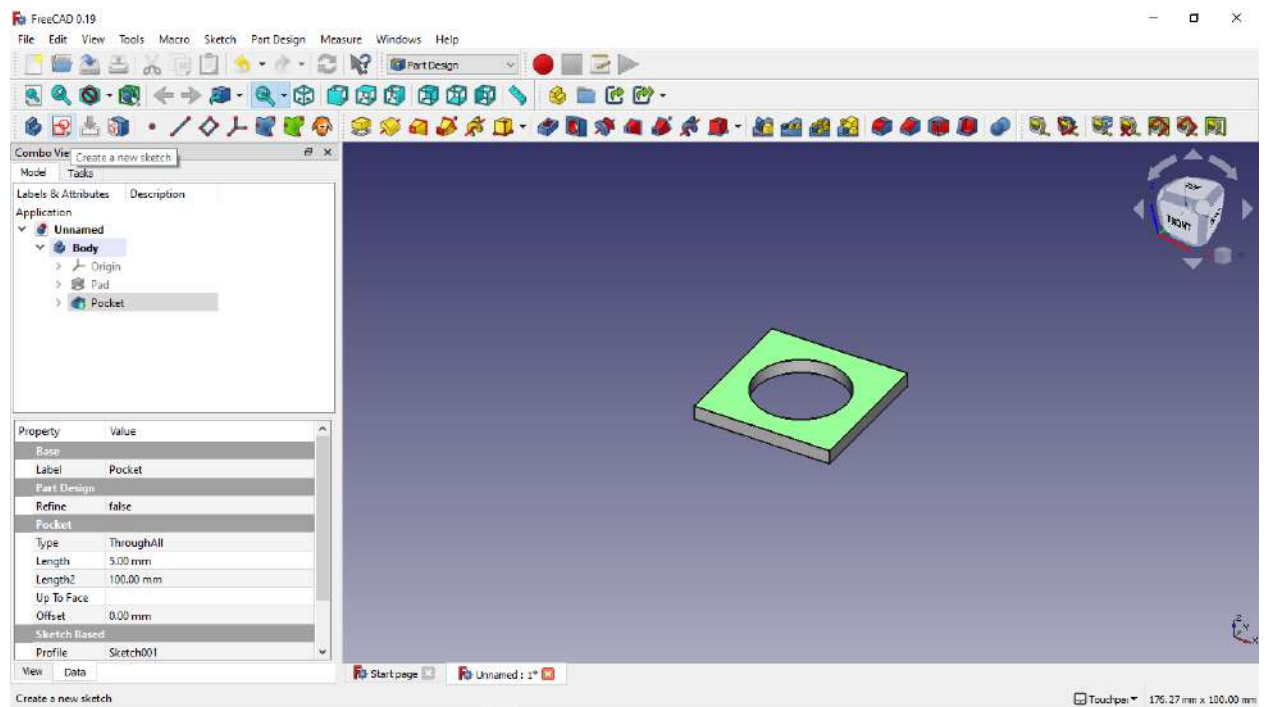 FreeCAD 0.19
File Edit View Tools Macro Sketch Part Design Measure Windows Help
Part Design
Combo Vie
Create a new sketch
Model Tasks
Labels & Attributes Description
Application
Unnamed
Body
Origin
Pad
Pocket
FRONT
Property Value
Base
Label Pocket
Part Design
Refine false
Pocket
Type ThroughAll
Length 5.00 mm
Length2 100.00 mm
Up To Face
Offset 0.00 mm
Sketch Based
Profile Sketch001
View Data
Start page
Unnamed : 1*
Z
Y
X
Create a new sketch
Touchpad
176.27 mm x 100.00 mm